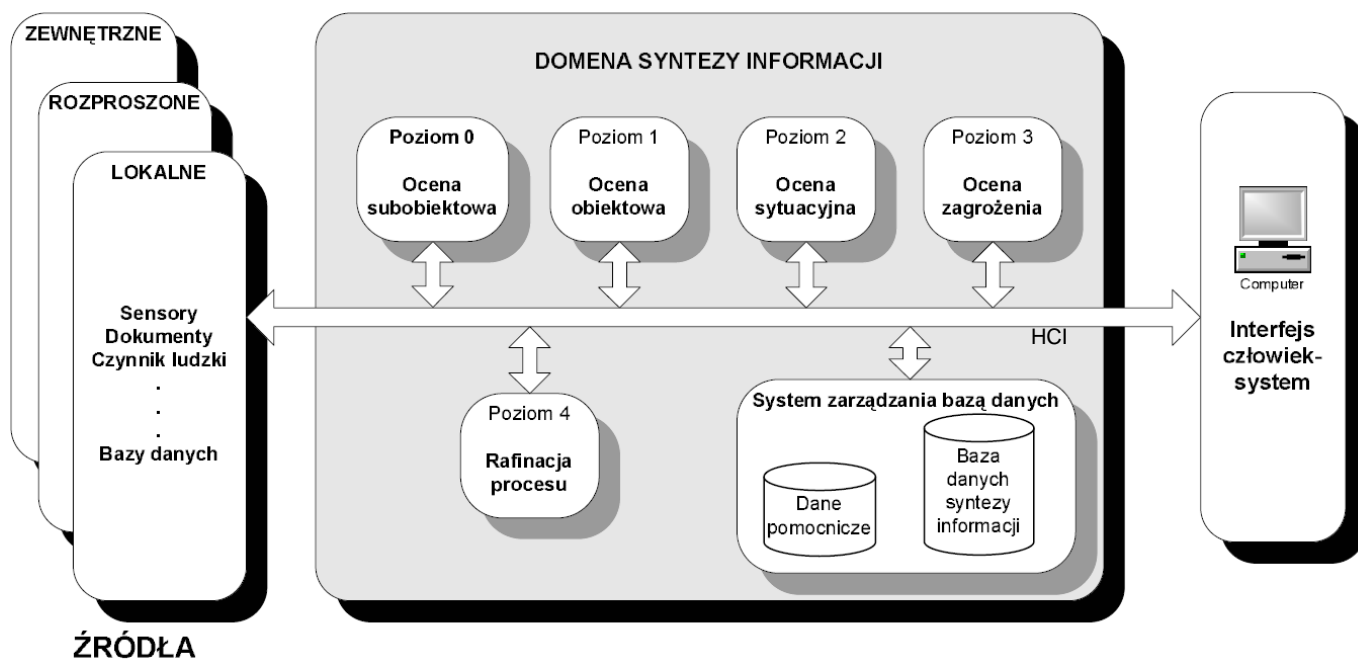 ZEWNĘTRZNE
ROZPROSZONE
LOKALNE
Sensory
Dokumenty
Czynnik ludzki
.
.
.
Bazy danych
ŹRÓDŁA
DOMENA SYNTEZY INFORMACJI
Poziom 0
Ocena
subobiektowa
Poziom 1
Ocena
obiektowa
Poziom 2
Ocena
sytuacyjna
Poziom 3
Ocena
zagrożenia
HCI
Poziom 4
Rafinacja
procesu
System zarządzania bazą danych
Dane
pomocnicze
Baza
danych
syntezy
informacji
Computer
Interfejs
człowiek-
system